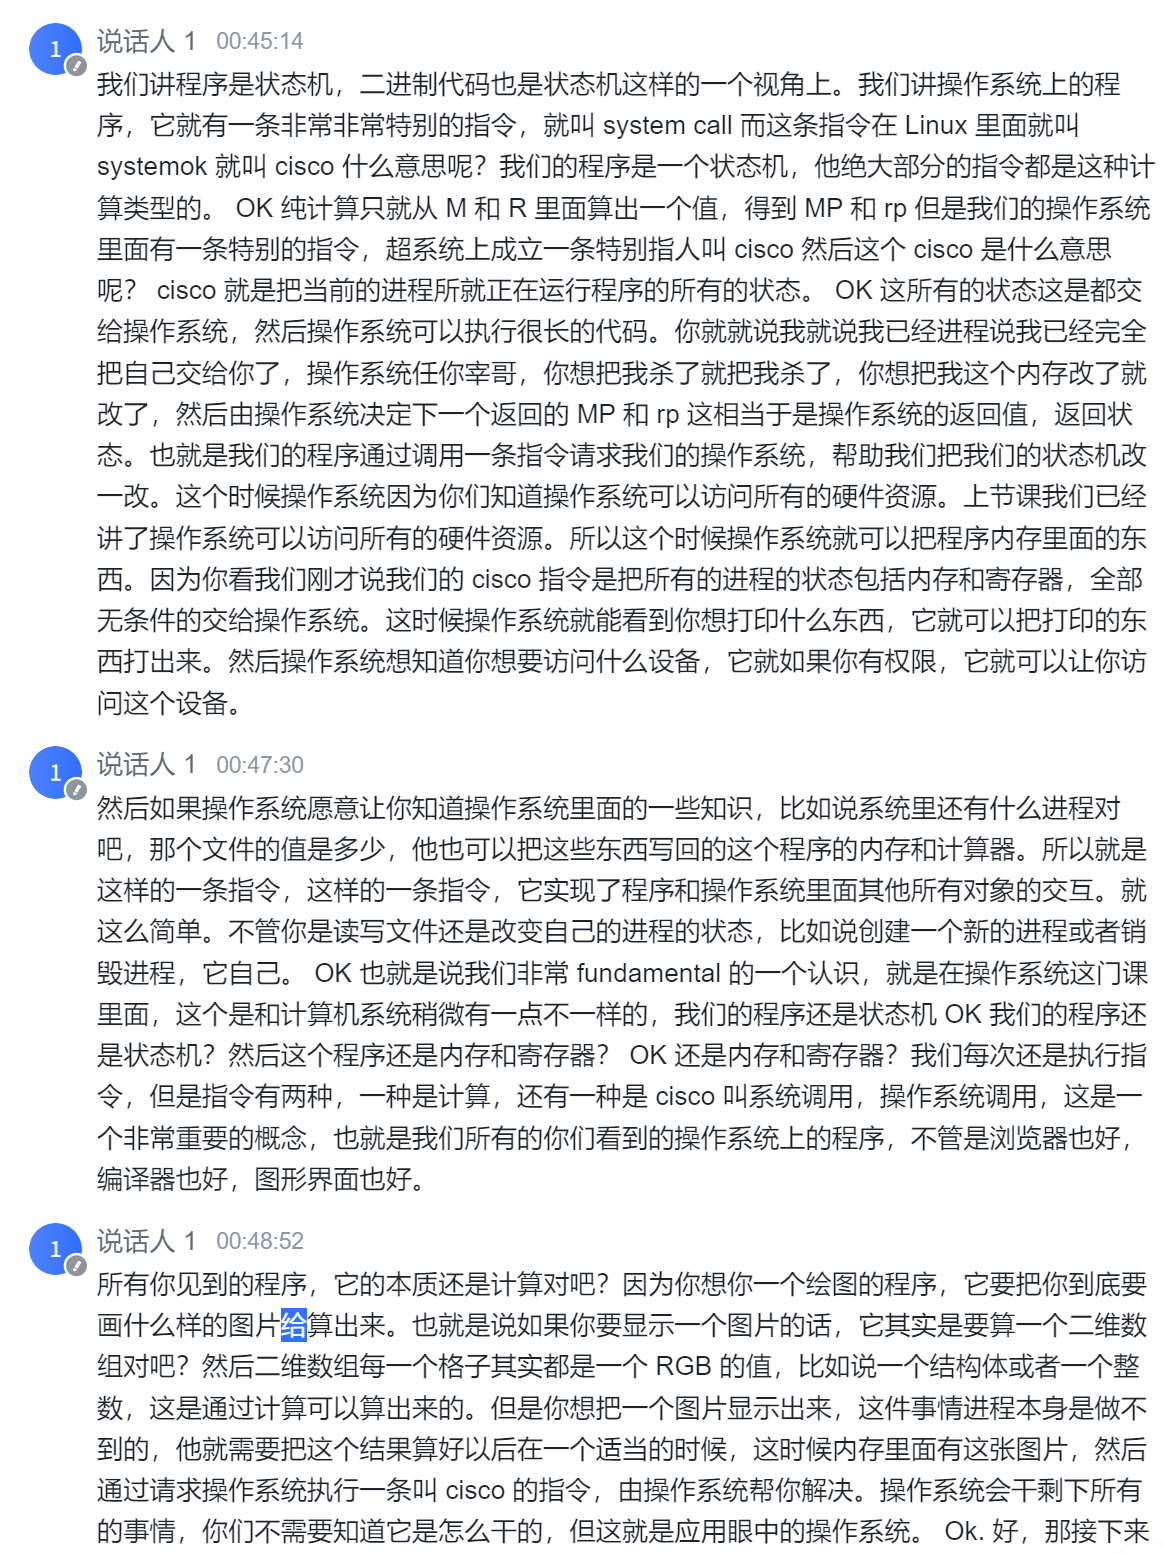 1
说话人 1 00:45:14
我们讲程序是状态机，二进制代码也是状态机这样的一个视角上。我们讲操作系统上的程
序，它就有一条非常非常特别的指令，就叫 system call 而这条指令在 Linux 里面就叫
systemok 就叫 cisco 什么意思呢？我们的程序是一个状态机，他绝大部分的指令都是这种计
算类型的。 OK 纯计算只就从 M 和 R 里面算出一个值，得到 MP 和 rp 但是我们的操作系统
里面有一条特别的指令，超系统上成立一条特别指人叫 cisco 然后这个 cisco 是什么意思
呢？ cisco 就是把当前的进程所就正在运行程序的所有的状态。 OK 这所有的状态这是都交
给操作系统，然后操作系统可以执行很长的代码。你就就说我就说我已经进程说我已经完全
把自己交给你了，操作系统任你宰哥，你想把我杀了就把我杀了，你想把我这个内存改了就
改了，然后由操作系统决定下一个返回的 MP 和 rp 这相当于是操作系统的返回值，返回状
态。也就是我们的程序通过调用一条指令请求我们的操作系统，帮助我们把我们的状态机改
一改。这个时候操作系统因为你们知道操作系统可以访问所有的硬件资源。上节课我们已经
讲了操作系统可以访问所有的硬件资源。所以这个时候操作系统就可以把程序内存里面的东
西。因为你看我们刚才说我们的 cisco 指令是把所有的进程的状态包括内存和寄存器，全部
无条件的交给操作系统。这时候操作系统就能看到你想打印什么东西，它就可以把打印的东
西打出来。然后操作系统想知道你想要访问什么设备，它就如果你有权限，它就可以让你访
问这个设备。
1
说话人 1 00:47:30
然后如果操作系统愿意让你知道操作系统里面的一些知识，比如说系统里还有什么进程对
吧，那个文件的值是多少，他也可以把这些东西写回的这个程序的内存和计算器。所以就是
这样的一条指令，这样的一条指令，它实现了程序和操作系统里面其他所有对象的交互。就
这么简单。不管你是读写文件还是改变自己的进程的状态，比如说创建一个新的进程或者销
毁进程，它自己。 OK 也就是说我们非常 fundamental 的一个认识，就是在操作系统这门课
里面，这个是和计算机系统稍微有一点不一样的，我们的程序还是状态机 OK 我们的程序还
是状态机？然后这个程序还是内存和寄存器？ OK 还是内存和寄存器？我们每次还是执行指
令，但是指令有两种，一种是计算，还有一种是 cisco 叫系统调用，操作系统调用，这是一
个非常重要的概念，也就是我们所有的你们看到的操作系统上的程序，不管是浏览器也好，
编译器也好，图形界面也好。
1
说话人 1 00:48:52
所有你见到的程序，它的本质还是计算对吧？因为你想你一个绘图的程序，它要把你到底要
画什么样的图片给算出来。也就是说如果你要显示一个图片的话，它其实是要算一个二维数
组对吧？然后二维数组每一个格子其实都是一个 RGB 的值，比如说一个结构体或者一个整
数，这是通过计算可以算出来的。但是你想把一个图片显示出来，这件事情进程本身是做不
到的，他就需要把这个结果算好以后在一个适当的时候，这时候内存里面有这张图片，然后
通过请求操作系统执行一条叫 cisco 的指令，由操作系统帮你解决。操作系统会干剩下所有
的事情，你们不需要知道它是怎么干的，但这就是应用眼中的操作系统。 Ok. 好，那接下来